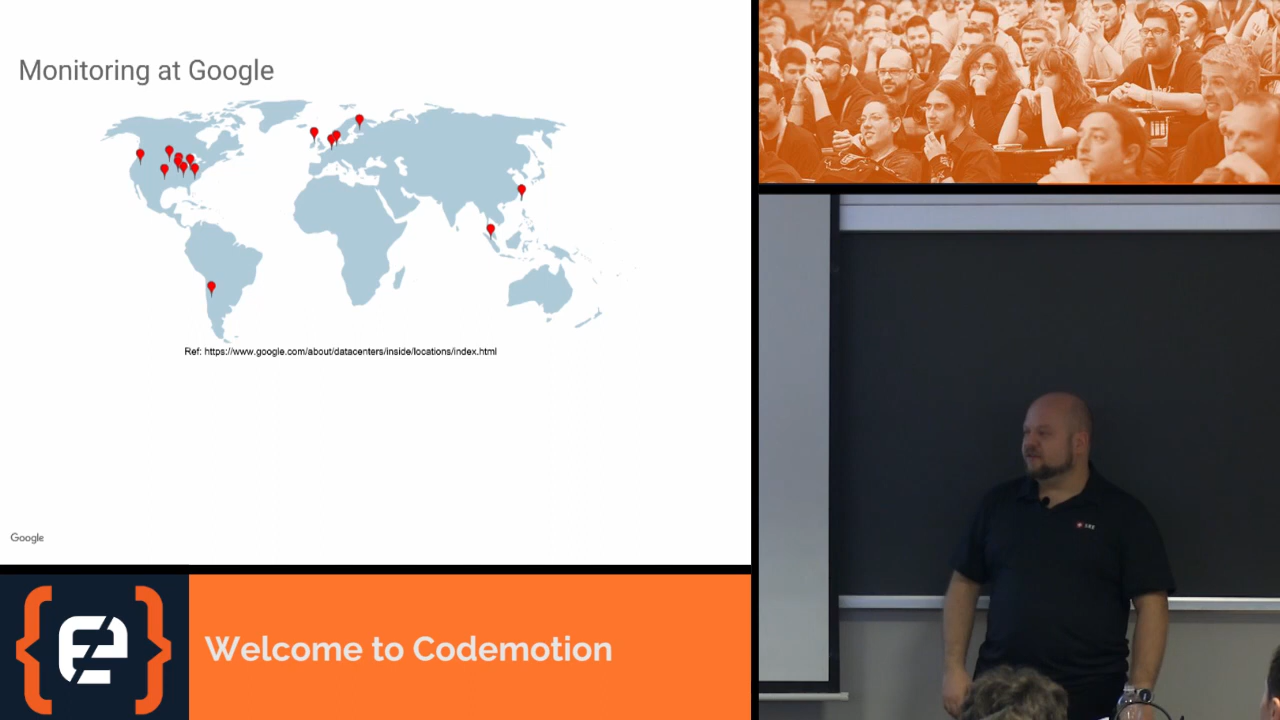 Monitoring at Google
Ref: https://www.google.com/about/datacenters/inside/locations/index.html
Google
Welcome to Codemotion